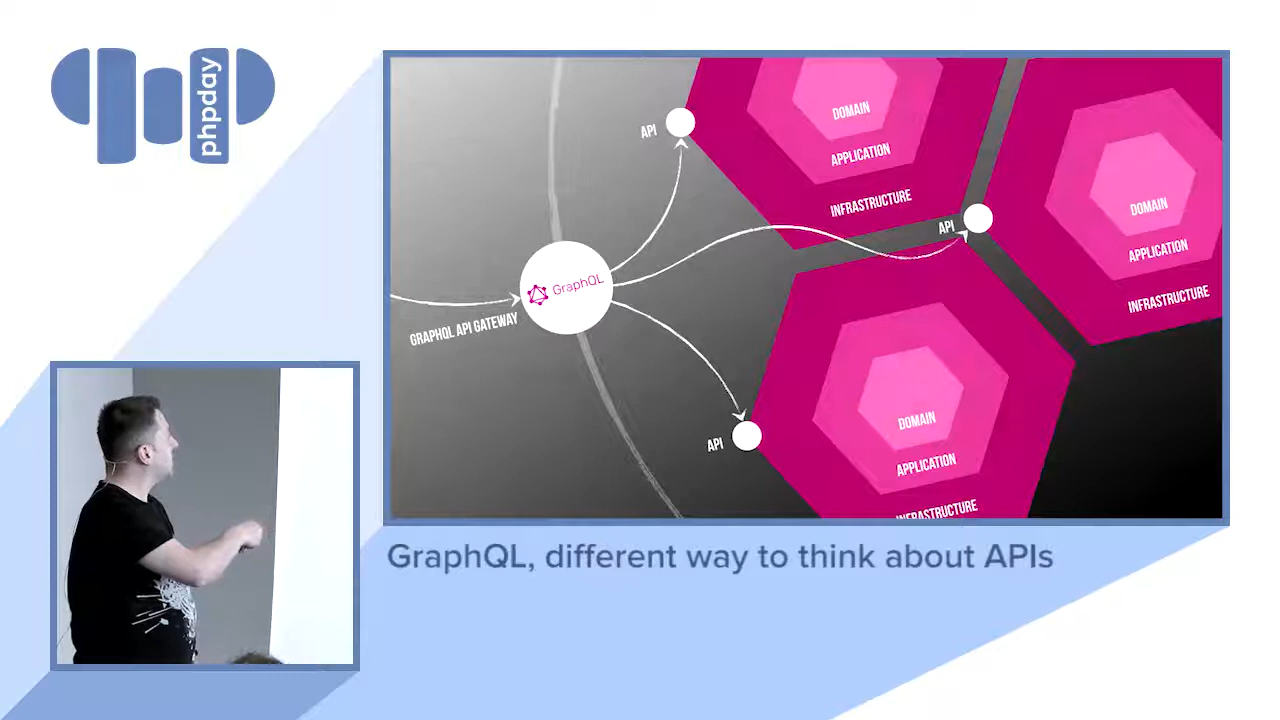 phpday
API
DOMAIN
APPLICATION
INFRASTRUCTURE
API
DOMAIN
APPLICATION
INFRASTRUCTURE
GraphQL
GRAPHQL API GATEWAY
API
DOMAIN
APPLICATION
INFRASTRUCTURE
GraphQL, different way to think about APIs